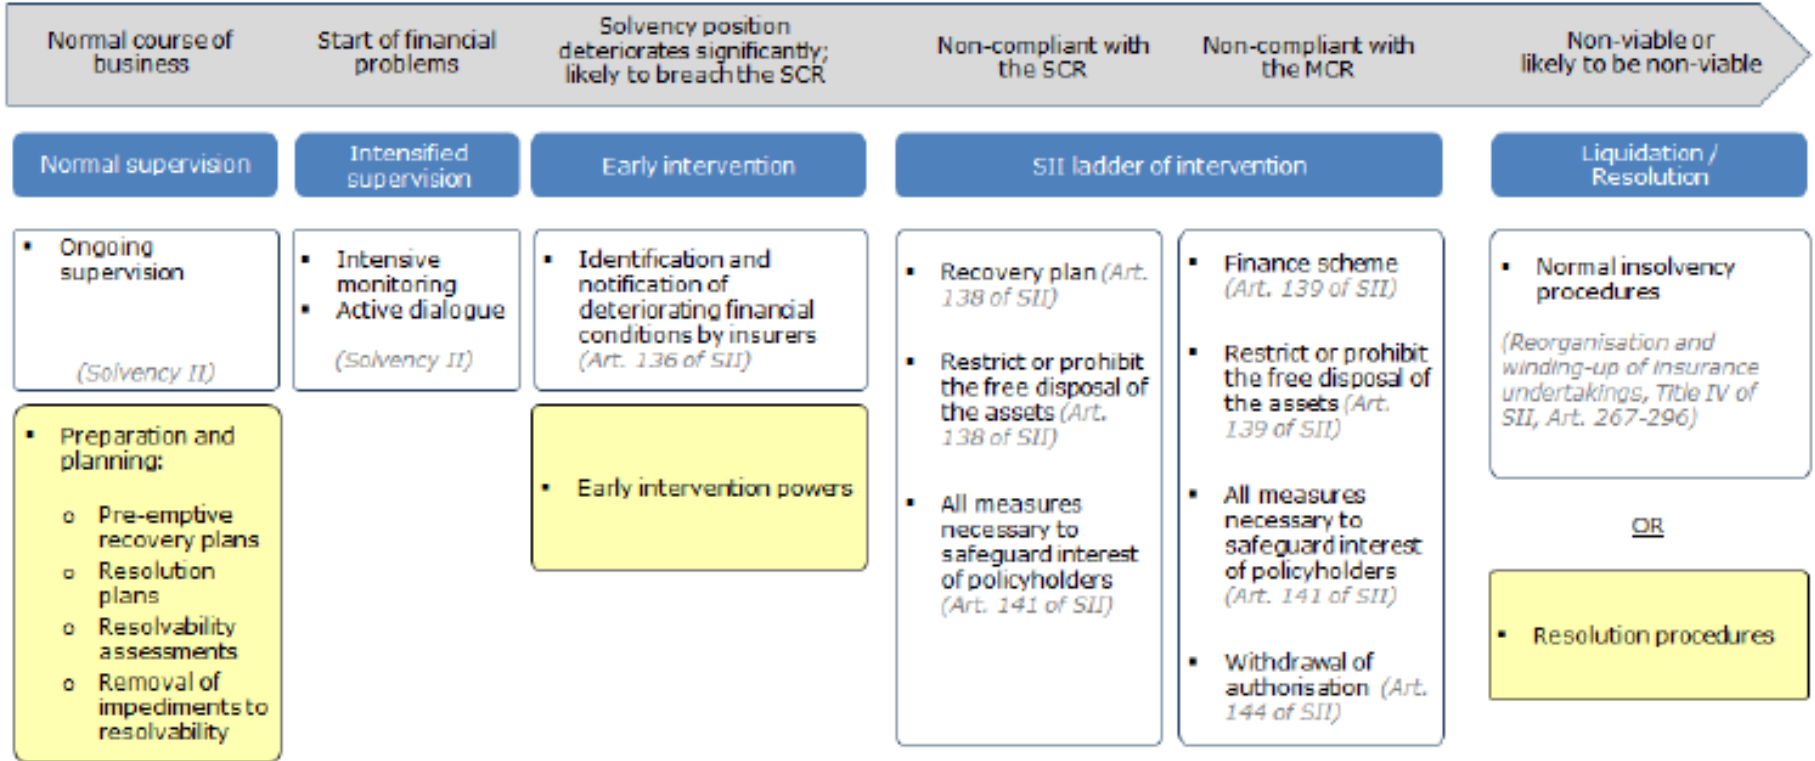 Normal course of
business
Start of financial
problems
Solvency position
deteriorates significantly;
likely to breach the SCR
Non-compliant with
the SCR
Non-compliant with
the MCR
Non-viable or
likely to be non-viable
Normal supervision
Intensified
supervision
Early intervention
SII ladder of intervention
Liquidation /
Resolution
▪ Ongoing
supervision
(Solvency II)
▪ Preparation and
planning:
o Pre-emptive
recovery plans
o Resolution
plans
o Resolvability
assessments
o Removal of
impediments to
resolvability
▪ Intensive
monitoring
▪ Active dialogue
(Solvency II)
▪ Identification and
notification of
deteriorating financial
conditions by insurers
(Art. 136 of SII)
▪ Early intervention powers
▪ Recovery plan (Art.
138 of SII)
▪ Restrict or prohibit
the free disposal of
the assets (Art.
138 of SII)
▪ All measures
necessary to
safeguard interest
of policyholders
(Art. 141 of SII)
▪ Finance scheme
(Art. 139 of SII)
▪ Restrict or prohibit
the free disposal of
the assets (Art.
139 of SII)
▪ All measures
necessary to
safeguard interest
of policyholders
(Art. 141 of SII)
▪ Withdrawal of
authorisation (Art.
144 of SII)
▪ Normal insolvency
procedures
(Reorganisation and
winding-up of insurance
undertakings, Title IV of
SII, Art. 267-296)
OR
▪ Resolution procedures